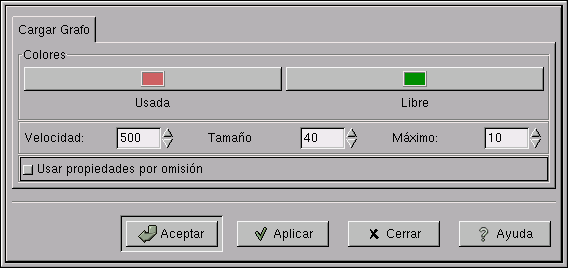 Cargar Grafo
Colores
Usada Libre
Velocidad: 500 Tamaño 40 Máximo: 10
Usar propiedades por omisión
Aceptar Aplicar Cerrar Ayuda